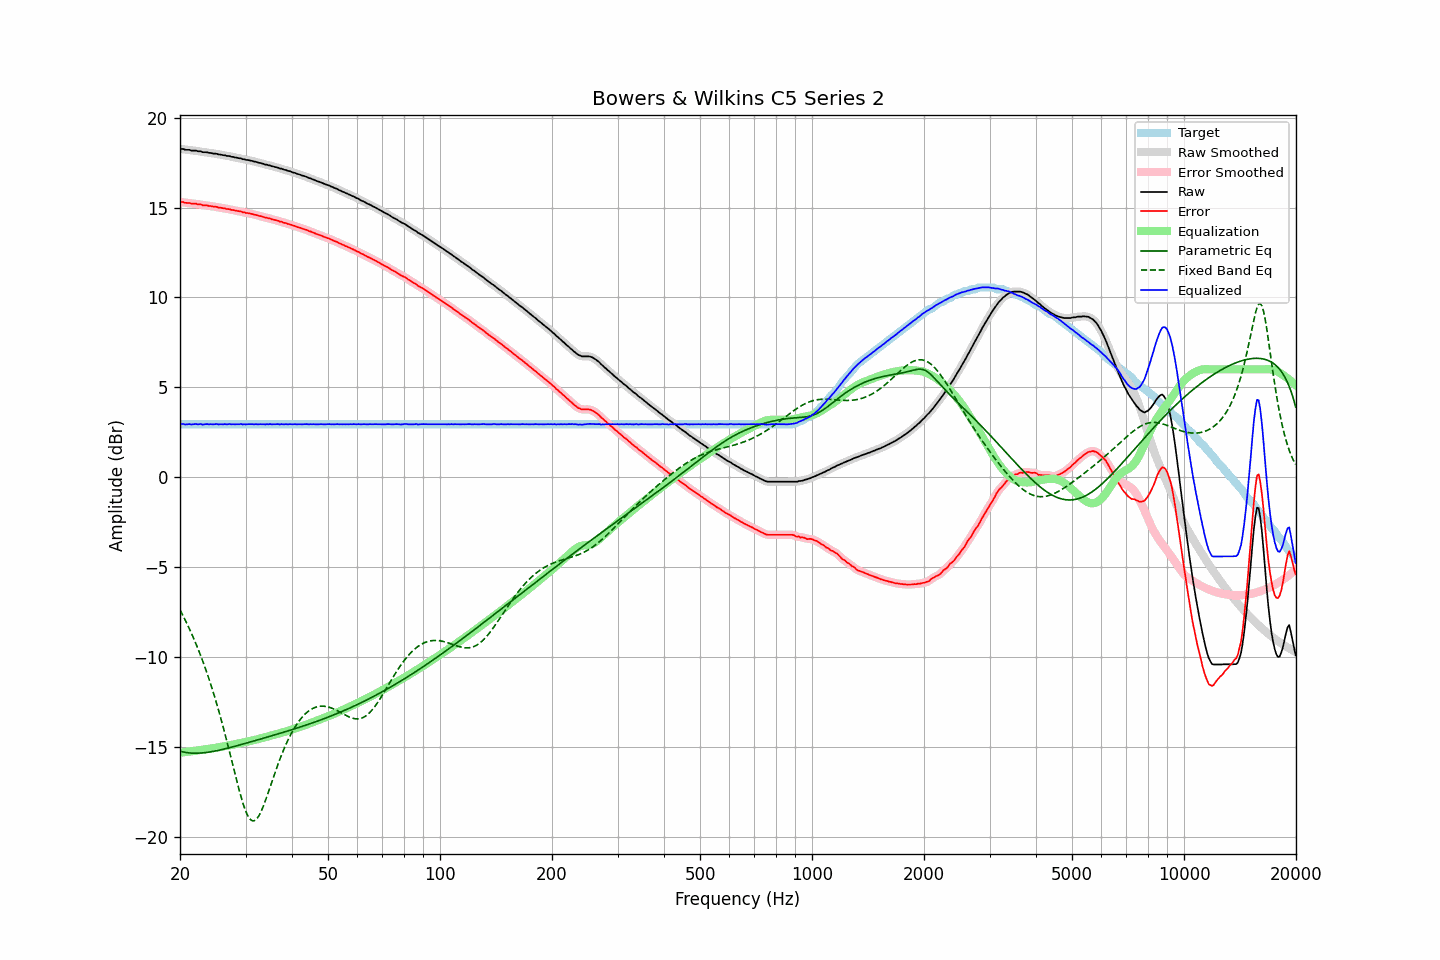 Bowers & Wilkins C5 Series 2
Amplitude (dBr)
20
15
10
5
0
−5
−10
−15
−20
Target
Raw Smoothed
Error Smoothed
Raw
Error
Equalization
Parametric Eq
Fixed Band Eq
Equalized
20 50 100 200 500 1000 2000 5000 10000 20000
Frequency (Hz)